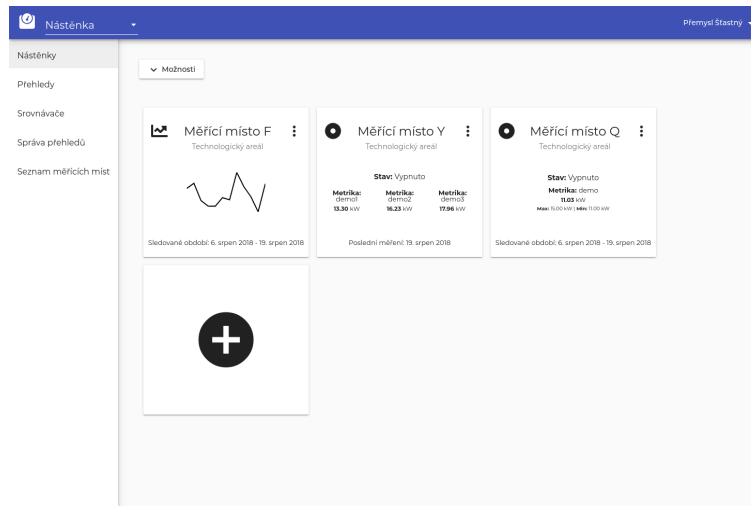 Nástěnka
Přemysl Šťastný
Nástěnky
Přehledy
Srovnávače
Správa přehledů
Seznam měřících míst
Možnosti
Měřící místo F
Technologický areál
Sledované období: 6. srpen 2018 - 19. srpen 2018
Měřící místo Y
Technologický areál
Stav: Vypnuto
Metrika: Metrika: Metrika:
demo1 demo2 demo3
13.30 kW 16.23 kW 17.96 kW
Poslední měření: 19. srpen 2018
Měřící místo Q
Technologický areál
Stav: Vypnuto
Metrika: demo
11.03 kW
Max: 15.00 kW | Min: 11.00 kW
Sledované období: 6. srpen 2018 - 19. srpen 2018